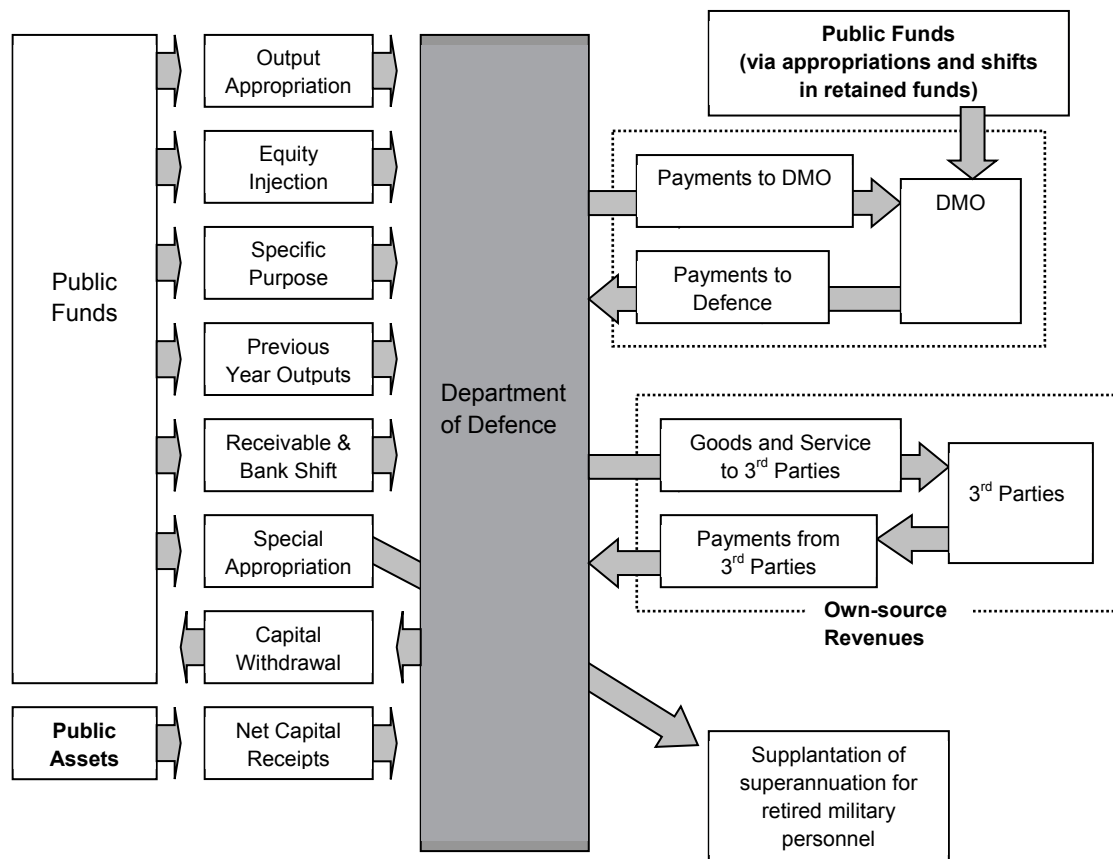 Public
Funds
Output
Appropriation
Equity
Injection
Specific
Purpose
Previous
Year Outputs
Receivable &
Bank Shift
Special
Appropriation
Capital
Withdrawal
Public
Assets
Net Capital
Receipts
Department
of Defence
Public Funds
(via appropriations and shifts
in retained funds)
Payments to DMO
DMO
Payments to
Defence
Goods and Service
to 3rd Parties
3rd Parties
Payments from
3rd Parties
Own-source
Revenues
Supplantation of
superannuation for
retired military
personnel